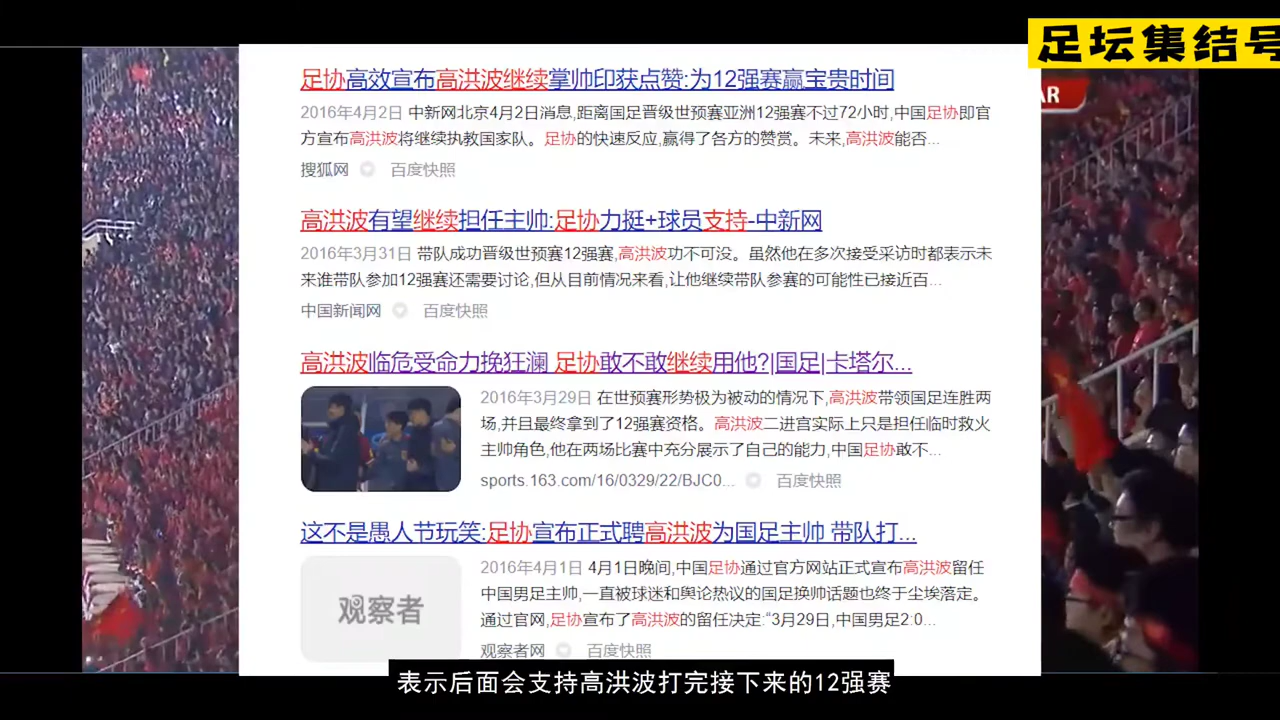 足坛集结号
AR
足协高效宣布高洪波继续掌帅印获点赞:为12强赛赢宝贵时间
2016年4月2日 中新网北京4月2日消息,距离国足晋级世预赛亚洲12强赛不过72小时,中国足协即官
方宣布高洪波将继续执教国家队。足协的快速反应,赢得了各方的赞赏。未来,高洪波能否...
搜狐网 百度快照
高洪波有望继续担任主帅:足协力挺+球员支持-中新网
2016年3月31日 带队成功晋级世预赛12强赛,高洪波功不可没。虽然他在多次接受采访时都表示未
来谁带队参加12强赛还需要讨论,但从目前情况来看,让他继续带队参赛的可能性已接近百...
中国新闻网 百度快照
高洪波临危受命力挽狂澜 足协敢不敢继续用他?|国足|卡塔尔...
2016年3月29日 在世预赛形势极为被动的情况下,高洪波带领国足连胜两
场,并且最终拿到了12强赛资格。高洪波二进宫实际上只是担任临时救火
主帅角色,他在两场比赛中充分展示了自己的能力,中国足协敢不...
sports.163.com/16/0329/22/BJC0... 百度快照
这不是愚人节玩笑:足协宣布正式聘高洪波为国足主帅 带队打...
观察者
2016年4月1日 4月1日晚间,中国足协通过官方网站正式宣布高洪波留任
中国男足主帅,一直被球迷和舆论热议的国足换帅话题也终于尘埃落定。
通过官网,足协宣布了高洪波的留任决定:“3月29日,中国男足2:0...
观察者网 百度快照
表示后面会支持高洪波打完接下来的12强赛